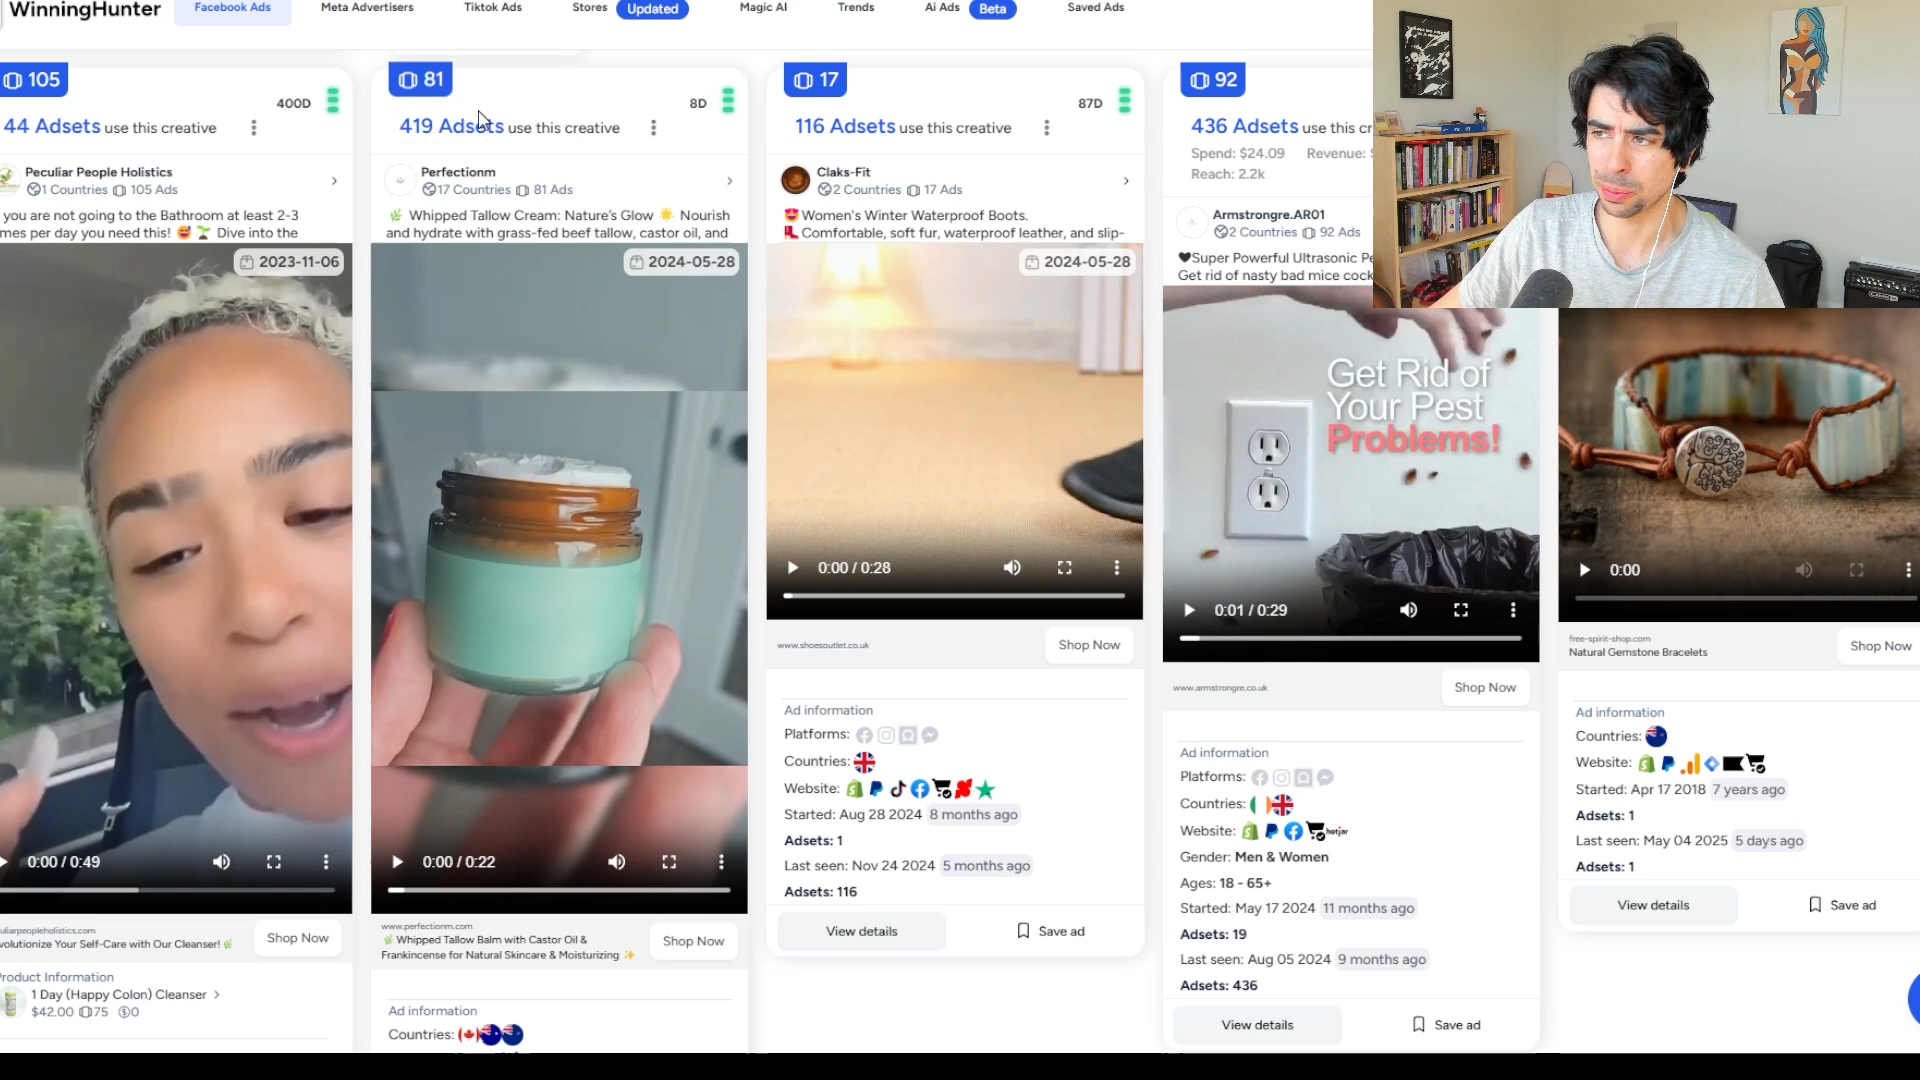 WinningHunter
Facebook Ads
Meta Advertisers
Tiktok Ads
Stores Updated
Magic AI
Trends
Ai Ads Beta
Saved Ads
105
400D
44 Adsets use this creative
Peculiar People Holistics
1 Countries 105 Ads
you are not going to the Bathroom at least 2-3
mes per day you need this! 😅 🌱 Dive into the
2023-11-06
0:00 / 0:49
uliarpeopleholistics.com
volutionize Your Self-Care with Our Cleanser! 🌿
Shop Now
Product Information
1 Day (Happy Colon) Cleanser >
$42.00 75 $0
81
8D
419 Adsets use this creative
Perfectionm
17 Countries 81 Ads
🌿 Whipped Tallow Cream: Nature's Glow 🌟 Nourish
and hydrate with grass-fed beef tallow, castor oil, and
2024-05-28
0:00 / 0:22
www.perfectionm.com
🌿 Whipped Tallow Balm with Castor Oil &
Frankincense for Natural Skincare & Moisturizing ✨
Shop Now
Ad information
Countries:
17
87D
116 Adsets use this creative
Claks-Fit
2 Countries 17 Ads
😍Women's Winter Waterproof Boots.
👢Comfortable, soft fur, waterproof leather, and slip-
2024-05-28
0:00 / 0:28
www.shoesoutlet.co.uk
Shop Now
Ad information
Platforms:
Countries:
Website:
Started: Aug 28 2024 8 months ago
Adsets: 1
Last seen: Nov 24 2024 5 months ago
Adsets: 116
View details
Save ad
92
436 Adsets use this cr
Spend: $24.09 Revenue:
Reach: 2.2k
Armstrongre.AR01
2 Countries 92 Ads
🖤Super Powerful Ultrasonic Pe
Get rid of nasty bad mice cock
Get Rid of
Your Pest
Problems!
0:01 / 0:29
www.armstrongre.co.uk
Shop Now
Ad information
Platforms:
Countries:
Website: hotjar
Gender: Men & Women
Ages: 18 - 65+
Started: May 17 2024 11 months ago
Adsets: 19
Last seen: Aug 05 2024 9 months ago
Adsets: 436
View details
Save ad
0:00
free-spirit-shop.com
Natural Gemstone Bracelets
Shop Now
Ad information
Countries:
Website:
Started: Apr 17 2018 7 years ago
Adsets: 1
Last seen: May 04 2025 5 days ago
Adsets: 1
View details
Save ad